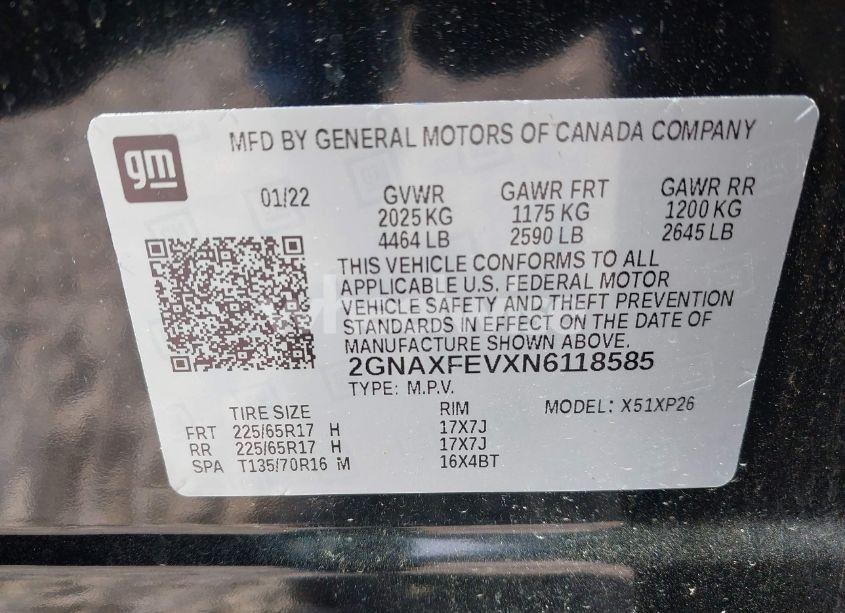 gm
MFD BY GENERAL MOTORS OF CANADA COMPANY
01/22 GVWR GAWR FRT GAWR RR
2025 KG 1175 KG 1200 KG
4464 LB 2590 LB 2645 LB
THIS VEHICLE CONFORMS TO ALL
APPLICABLE U.S. FEDERAL MOTOR
VEHICLE SAFETY AND THEFT PREVENTION
STANDARDS IN EFFECT ON THE DATE OF
MANUFACTURE SHOWN ABOVE.
2GNAXFEVXN6118585
TYPE: M.P.V.
TIRE SIZE RIM MODEL: X51XP26
FRT 225/65R17 H 17X7J
RR 225/65R17 H 17X7J
SPA T135/70R16 M 16X4BT